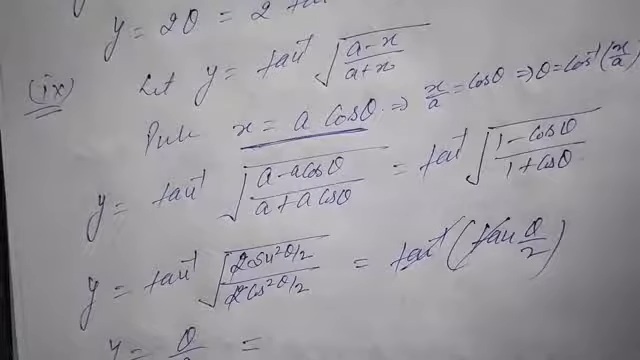 y = 2θ = 2
(ix) Let y = tan⁻¹ √((a-x)/(a+x))
Put x = a cosθ ⇒ x/a = cosθ ⇒ θ = cos⁻¹(x/a)
y = tan⁻¹ √((a-a cosθ)/(a+a cosθ)) = tan⁻¹ √((1-cosθ)/(1+cosθ))
y = tan⁻¹ √((2 sin²θ/2)/(2 cos²θ/2)) = tan⁻¹ (tan θ/2)
y = θ/2 =